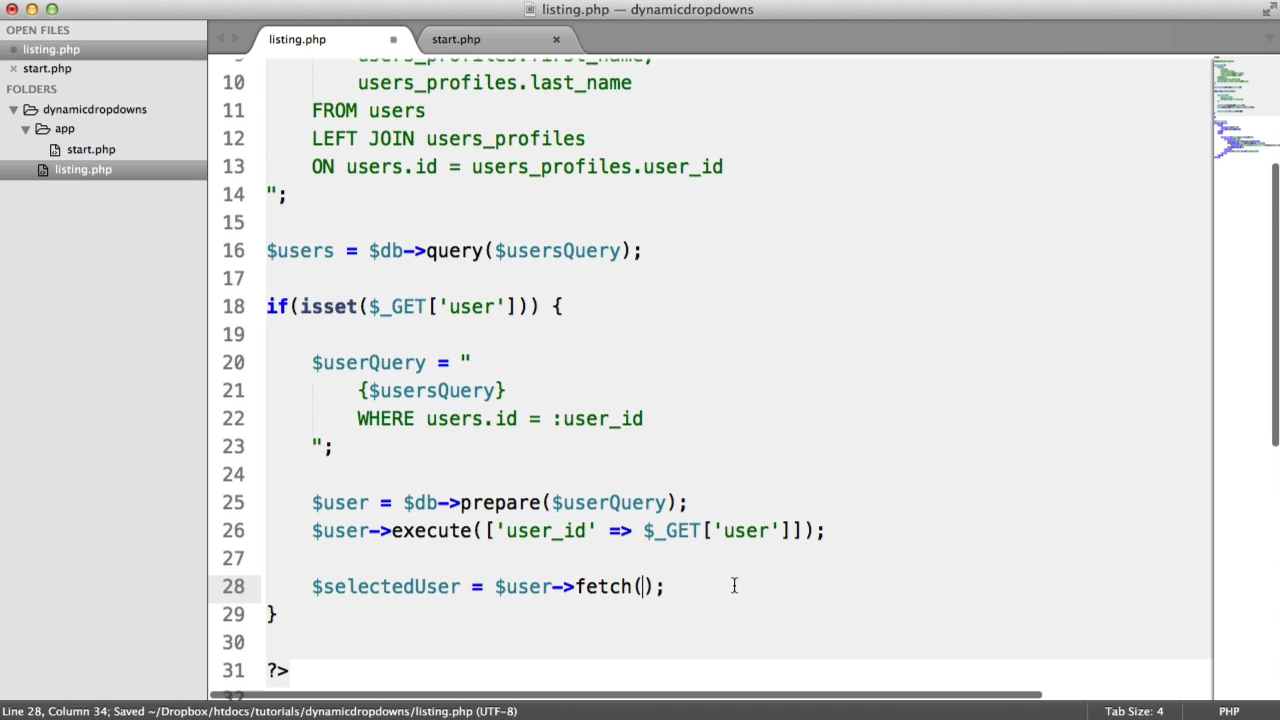 listing.php — dynamicdropdowns
OPEN FILES
listing.php
start.php
FOLDERS
dynamicdropdowns
app
start.php
listing.php
listing.php
start.php
9 users_profiles.first_name,
10 users_profiles.last_name
11 FROM users
12 LEFT JOIN users_profiles
13 ON users.id = users_profiles.user_id
14 ";
15
16 $users = $db->query($usersQuery);
17
18 if(isset($_GET['user'])) {
19
20 $userQuery = "
21 {$usersQuery}
22 WHERE users.id = :user_id
23 ";
24
25 $user = $db->prepare($userQuery);
26 $user->execute(['user_id' => $_GET['user']]);
27
28 $selectedUser = $user->fetch();
29 }
30
31 ?>
32
Line 28, Column 34; Saved ~/Dropbox/htdocs/tutorials/dynamicdropdowns/listing.php (UTF-8)
Tab Size: 4
PHP